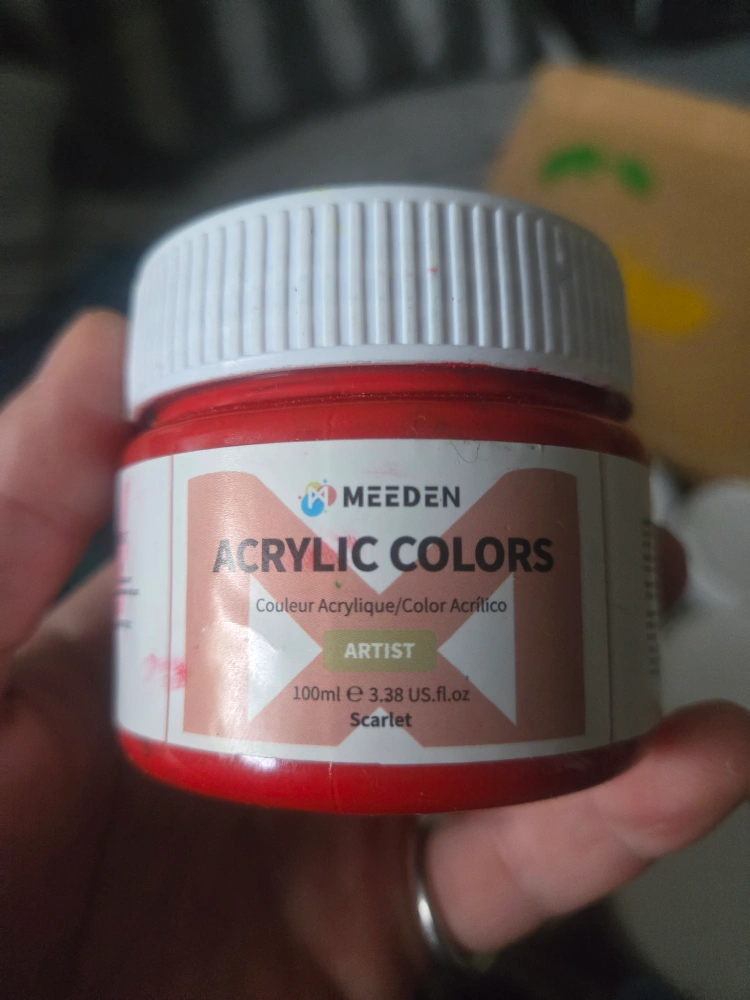 MEEDEN
ACRYLIC COLORS
Couleur Acrylique/Color Acrílico
ARTIST
100ml ℮ 3.38 US.fl.oz
Scarlet